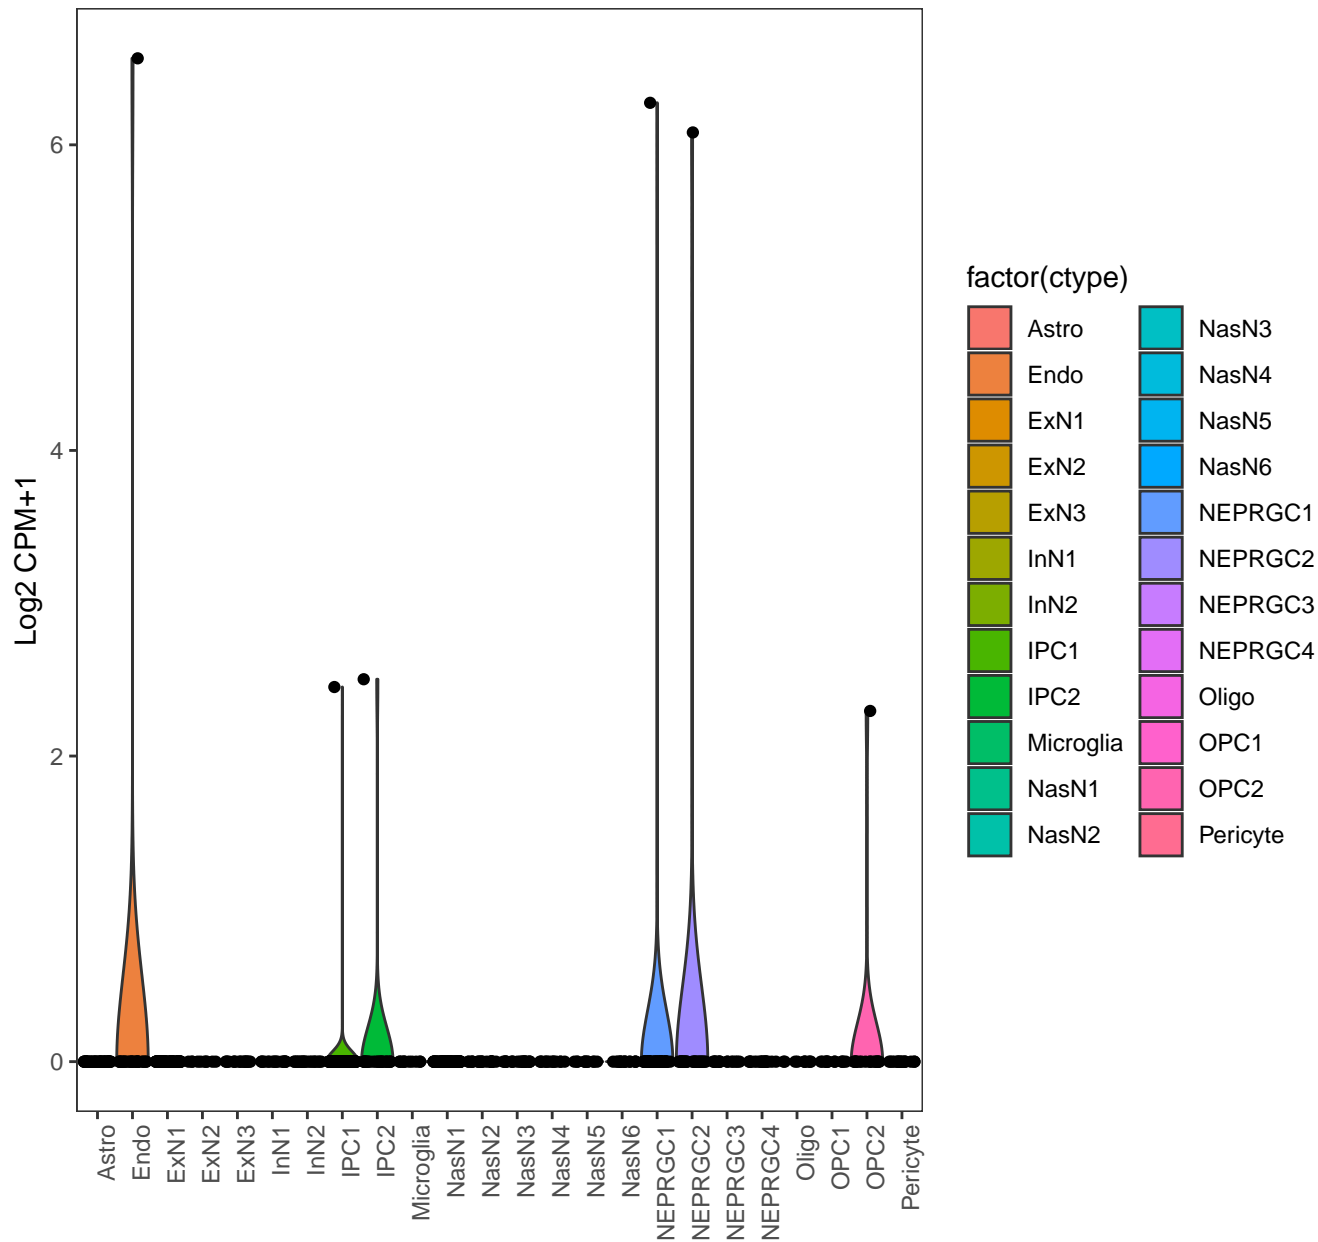 Log2 CPM+1
6
4
2
0
Astro
Endo
ExN1
ExN2
ExN3
InN1
InN2
IPC1
IPC2
Microglia
NasN1
NasN2
NasN3
NasN4
NasN5
NasN6
NEPRGC1
NEPRGC2
NEPRGC3
NEPRGC4
Oligo
OPC1
OPC2
Pericyte
factor(ctype)
Astro
Endo
ExN1
ExN2
ExN3
InN1
InN2
IPC1
IPC2
Microglia
NasN1
NasN2
NasN3
NasN4
NasN5
NasN6
NEPRGC1
NEPRGC2
NEPRGC3
NEPRGC4
Oligo
OPC1
OPC2
Pericyte